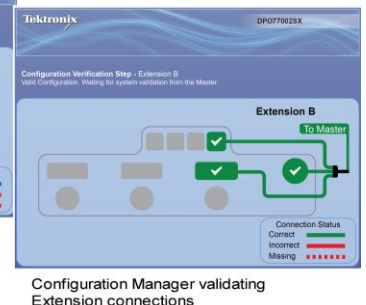 Tektronix
DPO77002SX
Configuration Verification Step - Extension B
Valid Configuration. Waiting for system validation from the Master.
Extension B
To Master
Connection Status
Correct
Incorrect
Missing
Configuration Manager validating
Extension connections